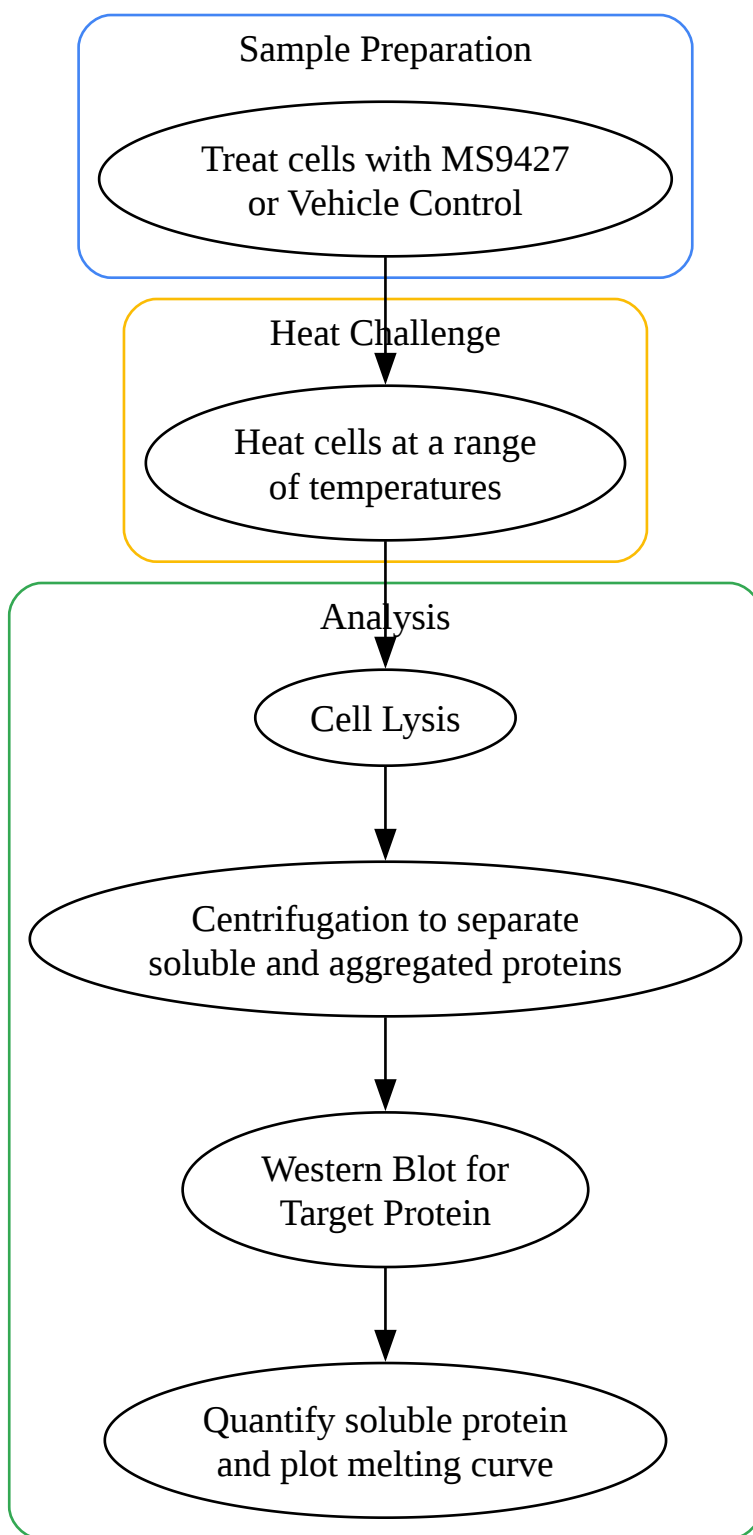 Sample Preparation
Treat cells with MS9427
or Vehicle Control
Heat Challenge
Heat cells at a range
of temperatures
Analysis
Cell Lysis
Centrifugation to separate
soluble and aggregated proteins
Western Blot for
Target Protein
Quantify soluble protein
and plot melting curve